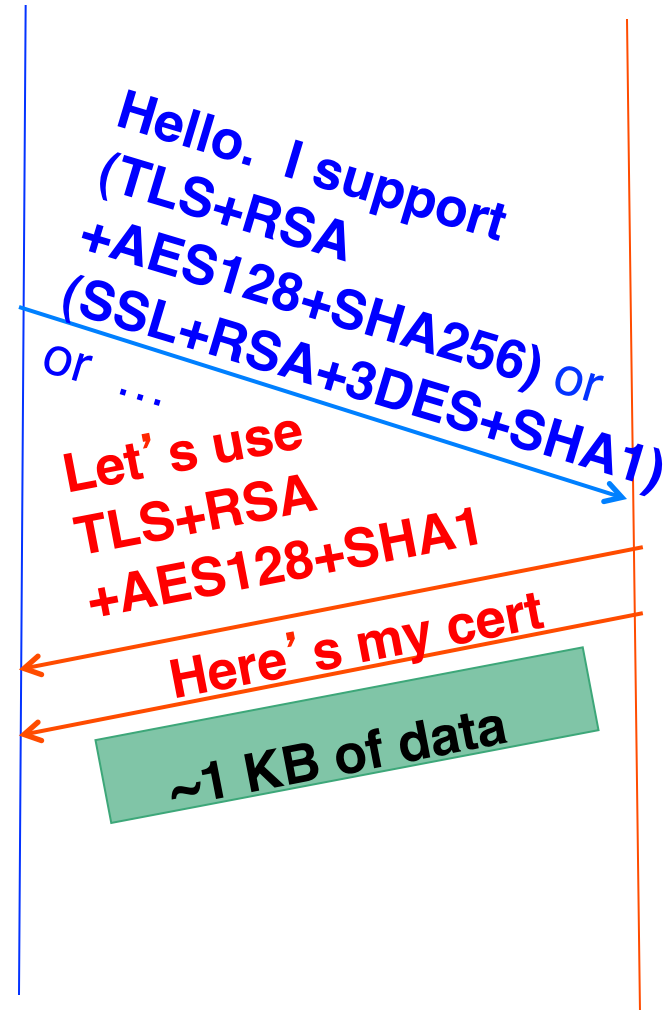 Hello.  I support
(TLS+RSA
+AES128+SHA256) or
(SSL+RSA+3DES+SHA1)
or …
Let’s use
TLS+RSA
+AES128+SHA1
Here’s my cert
~1 KB of data